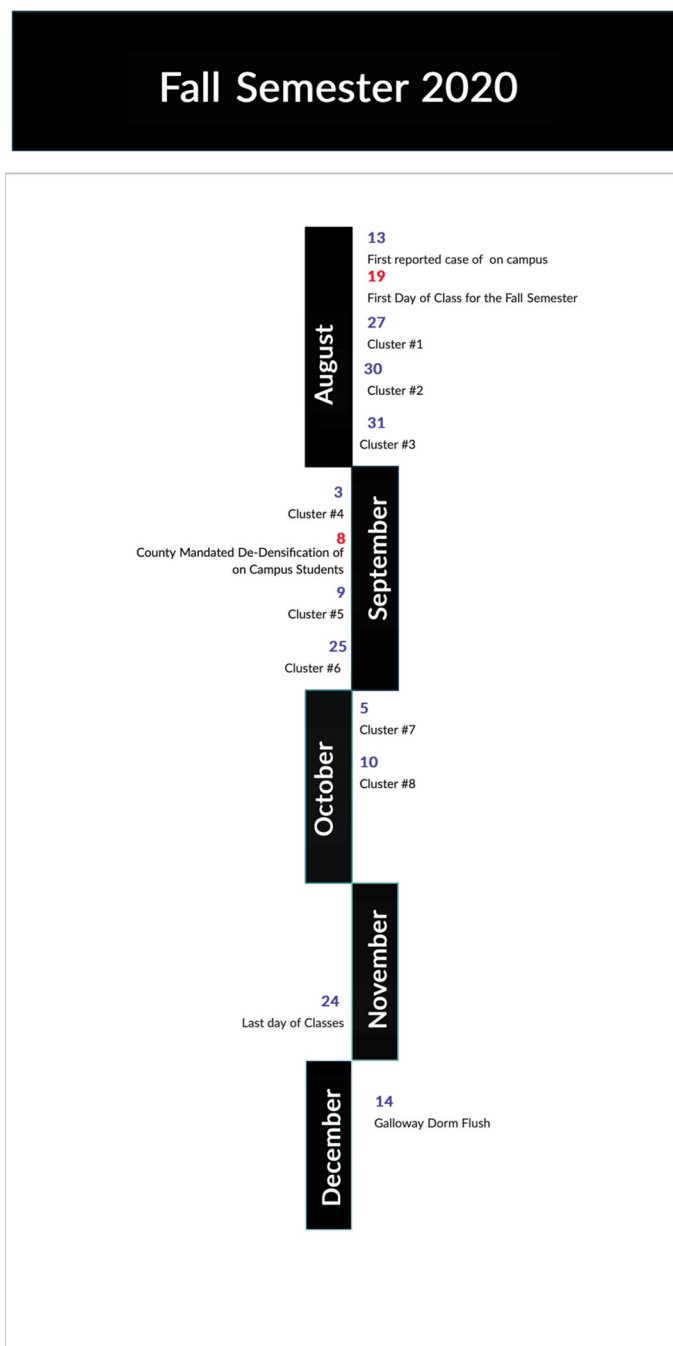 Fall Semester 2020
August
13
First reported case of on campus
19
First Day of Class for the Fall Semester
27
Cluster #1
30
Cluster #2
31
Cluster #3
September
3
Cluster #4
8
County Mandated De-Densification of
on Campus Students
9
Cluster #5
25
Cluster #6
October
5
Cluster #7
10
Cluster #8
November
24
Last day of Classes
December
14
Galloway Dorm Flush